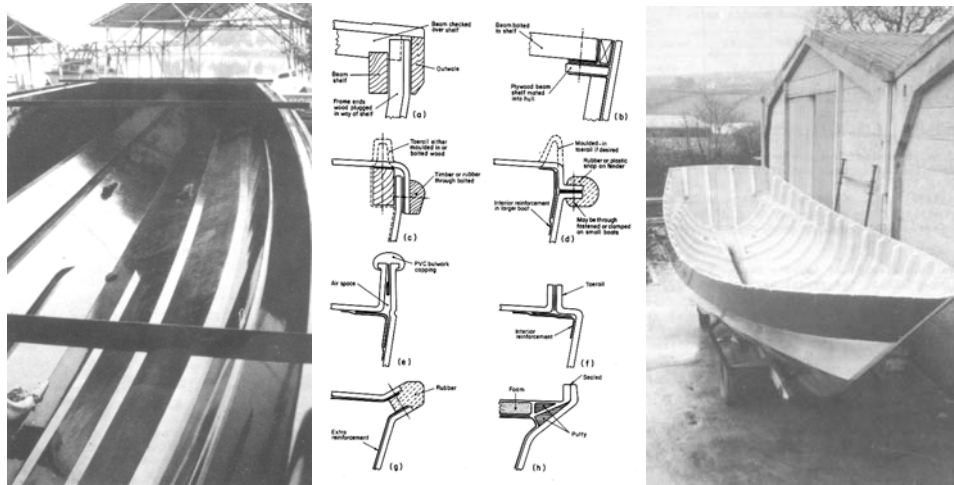 Beam checked
over shelf
Beam
shelf
Outwale
Frame ends
wood plugged
in way of shelf
(a)
Beam bolted
to shelf
Plywood beam
shelf mated
into hull
(b)
Toerail either
moulded in or
bolted wood
Timber or rubber
through bolted
(c)
Moulded-in
toerail if desired
Rubber or plastic
snap on fender
Interior reinforcement
in larger boat
May be through
fastened or clamped
on small boats
(d)
PVC bulwork
capping
Air space
(e)
Toerail
Interior
reinforcement
(f)
Rubber
Extra
reinforcement
(g)
Sealed
Foam
Putty
(h)